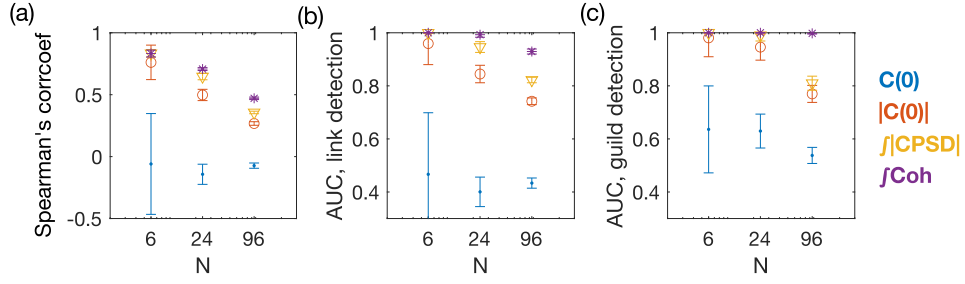 (a)
Spearman's corrcoef
1
0.5
0
-0.5
6 24 96
N
(b)
AUC, link detection
1
0.8
0.6
0.4
6 24 96
N
(c)
AUC, guild detection
1
0.8
0.6
0.4
6 24 96
N
C(0)
|C(0)|
∫|CPSD|
∫Coh